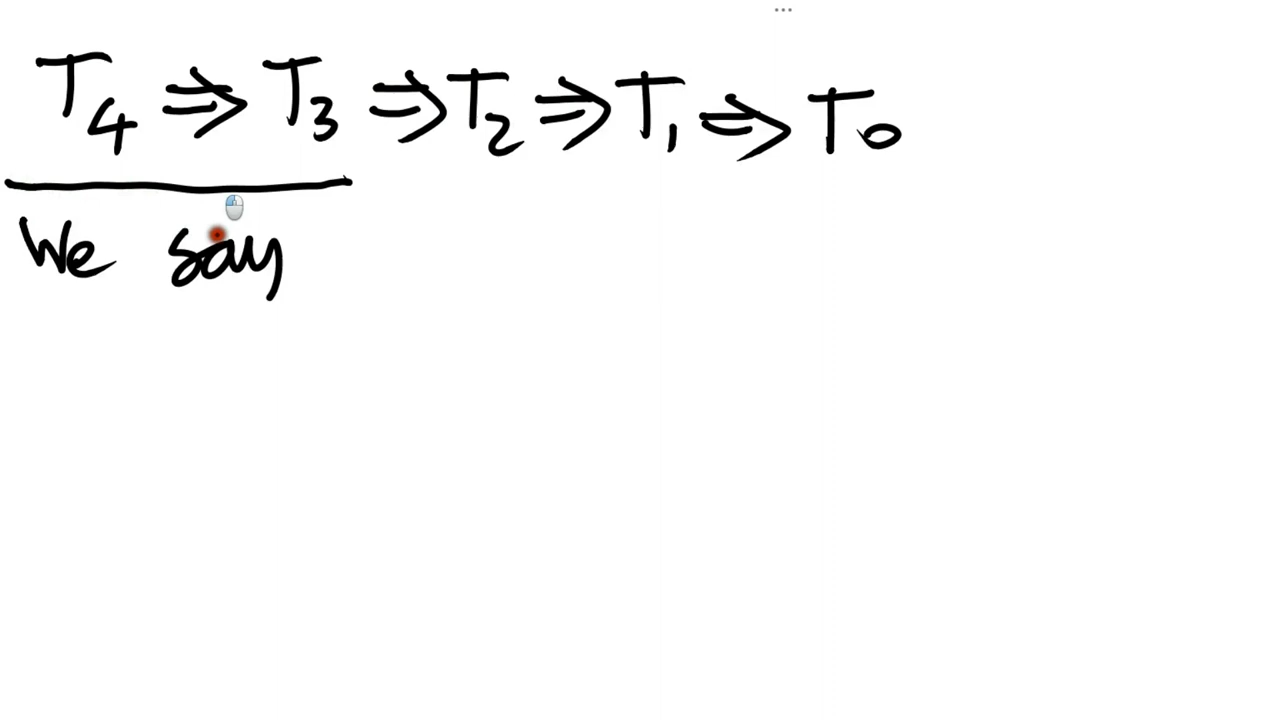 T₄ ⇒ T₃ ⇒ T₂ ⇒ T₁ ⇒ T₀
We say